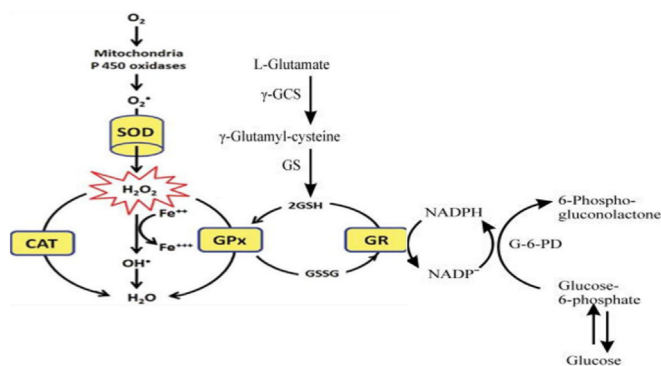 O₂
Mitochondria
P 450 oxidases
O₂•
SOD
H₂O₂
Fe++
Fe+++
CAT
OH•
H₂O
GPx
L-Glutamate
γ-GCS
γ-Glutamyl-cysteine
GS
2GSH
GSSG
GR
NADPH
NADP⁻
G-6-PD
6-Phospho-
gluconolactone
Glucose-
6-phosphate
Glucose